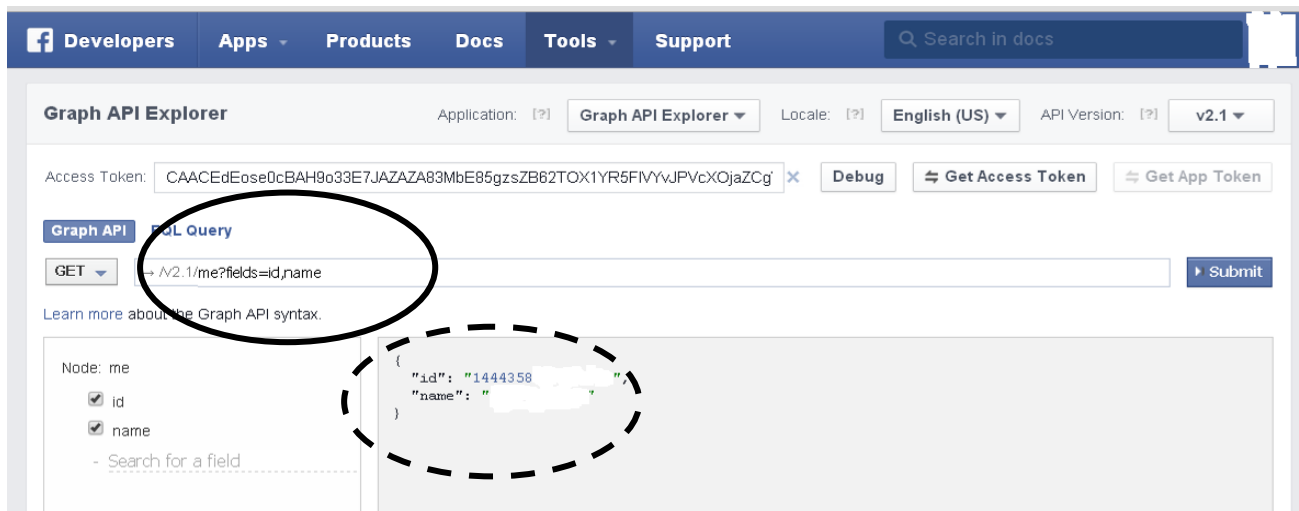 Developers Apps Products Docs Tools Support Search in docs
Graph API Explorer Application: [?] Graph API Explorer Locale: [?] English (US) API Version: [?] v2.1
Access Token: CAACEdEose0cBAH9o33E7JAZAZA83MbE85gzsZB62TOX1YR5FIVYvJPVcXOjaZCg × Debug Get Access Token Get App Token
Graph API FQL Query
GET → /v2.1/me?fields=id,name Submit
Learn more about the Graph API syntax.
Node: me
id
name
- Search for a field
{
"id": "1444358 ",
"name": " "
}